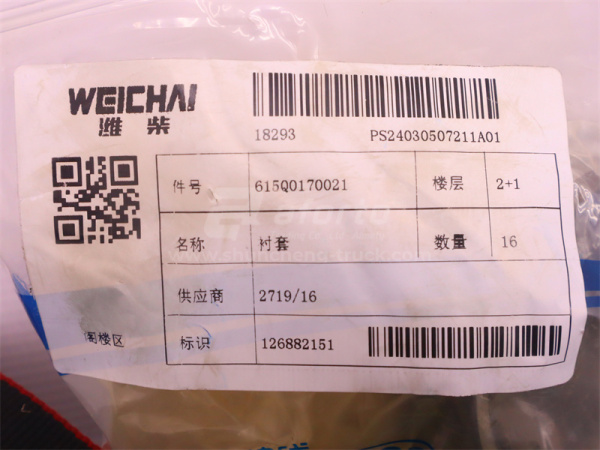 WEICHAI
潍柴
18293 PS24030507211A01
件号 615Q0170021 楼层 2+1
名称 衬套 数量 16
供应商 2719/16
阁楼区 标识 126882151